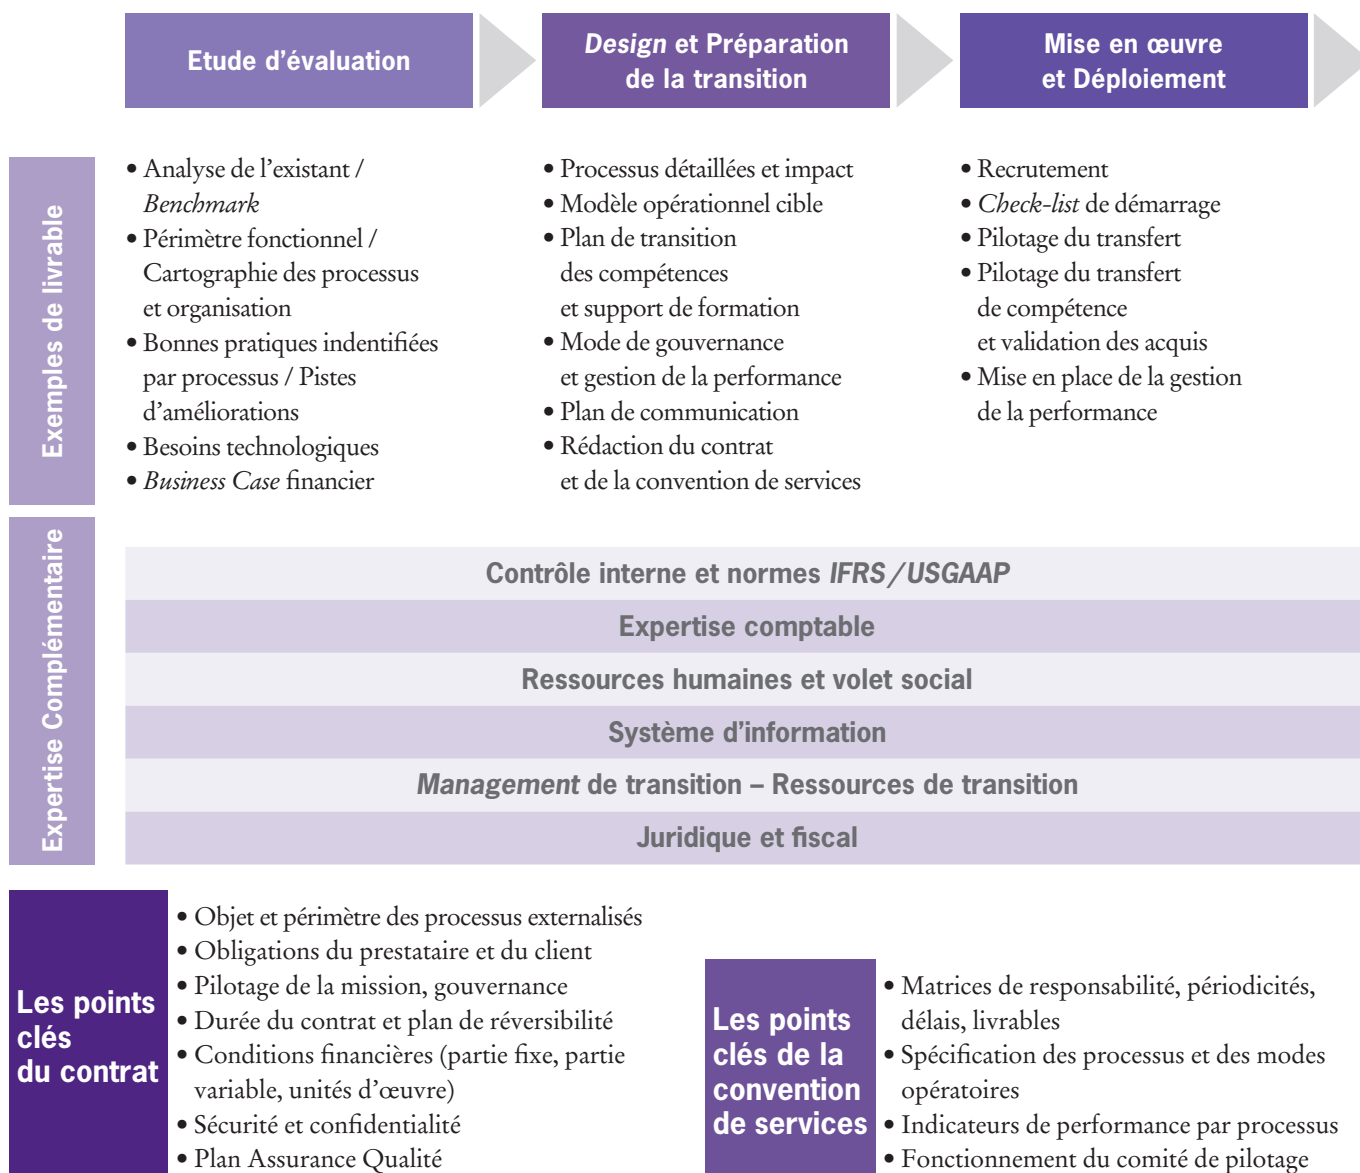 Etude d'évaluation
Design et Préparation
de la transition
Mise en œuvre
et Déploiement
Exemples de livrable
• Analyse de l'existant /
Benchmark
• Périmètre fonctionnel /
Cartographie des processus
et organisation
• Bonnes pratiques indentifiées
par processus / Pistes
d'améliorations
• Besoins technologiques
• Business Case financier
• Processus détaillées et impact
• Modèle opérationnel cible
• Plan de transition
des compétences
et support de formation
• Mode de gouvernance
et gestion de la performance
• Plan de communication
• Rédaction du contrat
et de la convention de services
• Recrutement
• Check-list de démarrage
• Pilotage du transfert
• Pilotage du transfert
de compétence
et validation des acquis
• Mise en place de la gestion
de la performance
Expertise Complémentaire
Contrôle interne et normes IFRS/USGAAP
Expertise comptable
Ressources humaines et volet social
Système d'information
Management de transition – Ressources de transition
Juridique et fiscal
Les points
clés
du contrat
• Objet et périmètre des processus externalisés
• Obligations du prestataire et du client
• Pilotage de la mission, gouvernance
• Durée du contrat et plan de réversibilité
• Conditions financières (partie fixe, partie
variable, unités d'œuvre)
• Sécurité et confidentialité
• Plan Assurance Qualité
Les points
clés de la
convention
de services
• Matrices de responsabilité, périodicités,
délais, livrables
• Spécification des processus et des modes
opératoires
• Indicateurs de performance par processus
• Fonctionnement du comité de pilotage